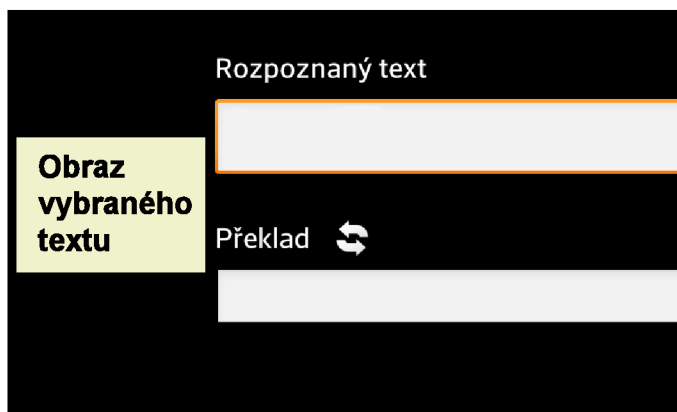 Rozpoznaný text
Obraz
vybraného
textu
Překlad